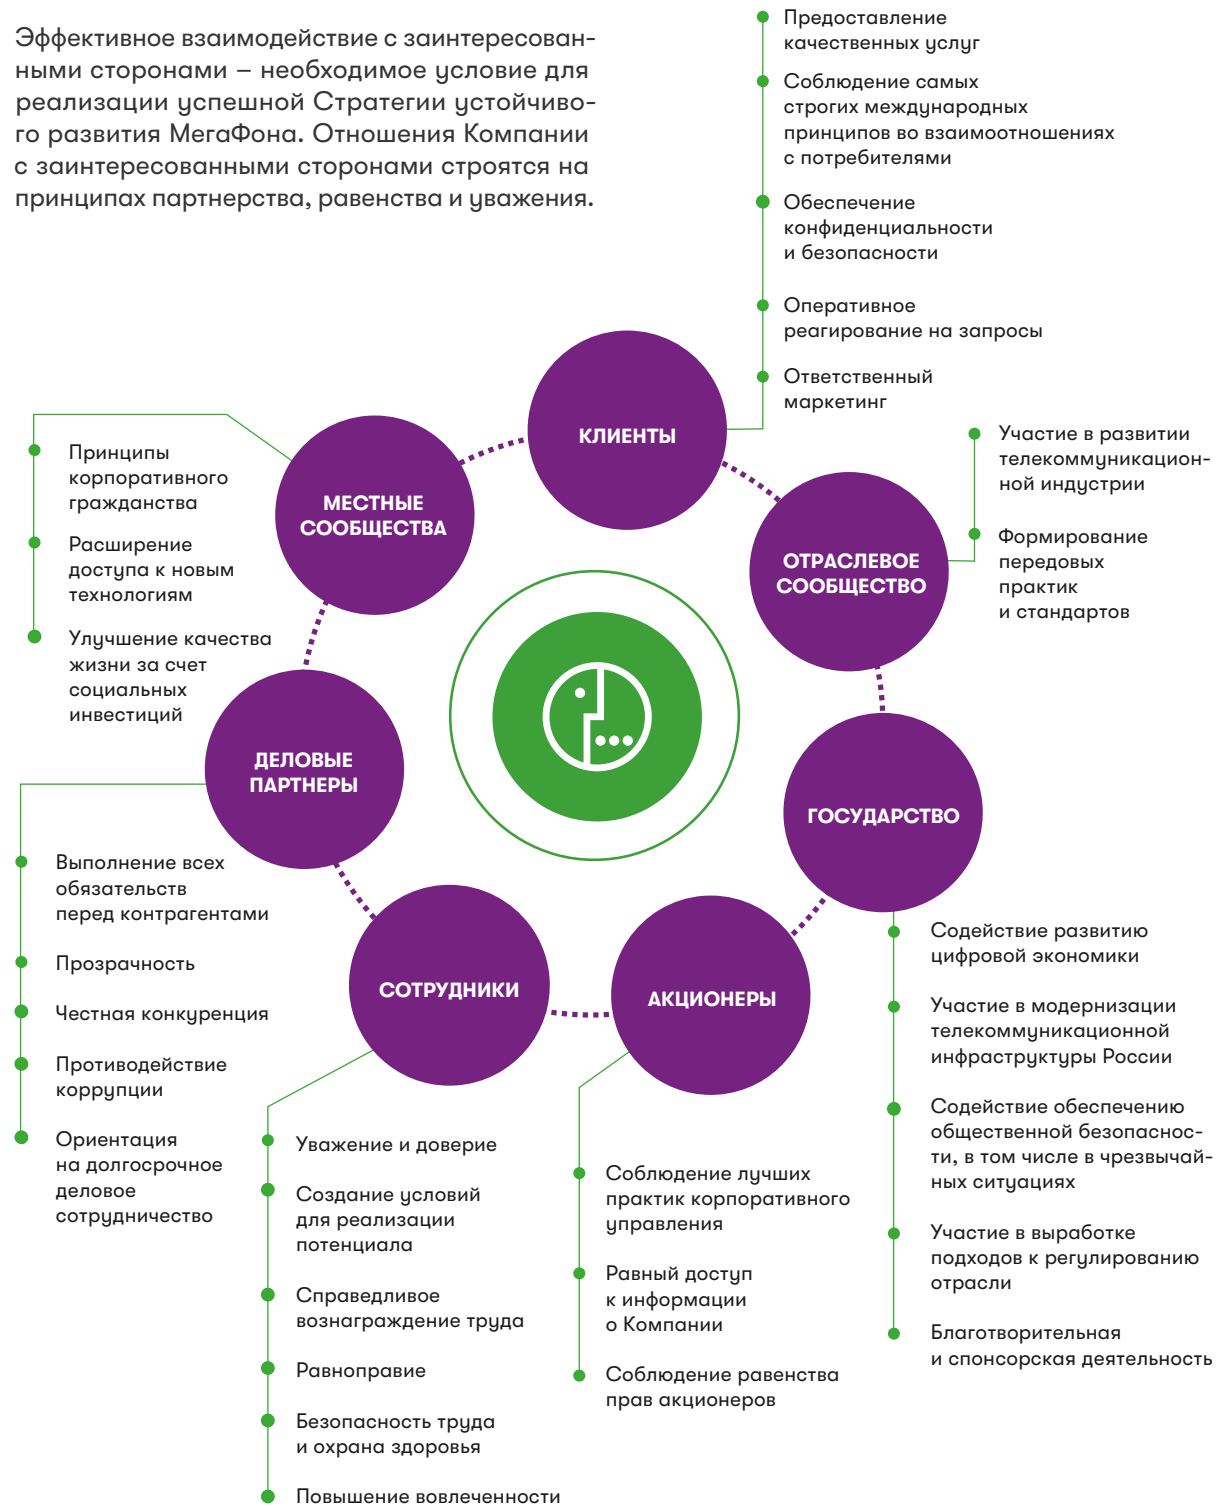 Эффективное взаимодействие с заинтересован-
ными сторонами – необходимое условие для
реализации успешной Стратегии устойчиво-
го развития МегаФона. Отношения Компании
с заинтересованными сторонами строятся на
принципах партнерства, равенства и уважения.
Предоставление
качественных услуг
Соблюдение самых
строгих международных
принципов во взаимоотношениях
с потребителями
Обеспечение
конфиденциальности
и безопасности
Оперативное
реагирование на запросы
Ответственный
маркетинг
КЛИЕНТЫ
Участие в развитии
телекоммуникацион-
ной индустрии
Формирование
передовых
практик
и стандартов
ОТРАСЛЕВОЕ
СООБЩЕСТВО
МЕСТНЫЕ
СООБЩЕСТВА
Принципы
корпоративного
гражданства
Расширение
доступа к новым
технологиям
Улучшение качества
жизни за счет
социальных
инвестиций
ДЕЛОВЫЕ
ПАРТНЕРЫ
Выполнение всех
обязательств
перед контрагентами
Прозрачность
Честная конкуренция
Противодействие
коррупции
Ориентация
на долгосрочное
деловое
сотрудничество
СОТРУДНИКИ
Уважение и доверие
Создание условий
для реализации
потенциала
Справедливое
вознаграждение труда
Равноправие
Безопасность труда
и охрана здоровья
Повышение вовлеченности
АКЦИОНЕРЫ
Соблюдение лучших
практик корпоративного
управления
Равный доступ
к информации
о Компании
Соблюдение равенства
прав акционеров
ГОСУДАРСТВО
Содействие развитию
цифровой экономики
Участие в модернизации
телекоммуникационной
инфраструктуры России
Содействие обеспечению
общественной безопаснос-
ти, в том числе в чрезвычай-
ных ситуациях
Участие в выработке
подходов к регулированию
отрасли
Благотворительная
и спонсорская деятельность